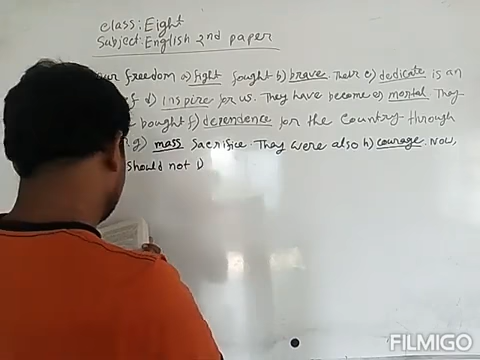 class: Eight
Subject: English 2nd paper
our freedom a) fight fought b) brave. Their c) dedicate is an
d) Inspire for us. They have become e) mortal. They
bought f) dependence for the country through
g) mass sacrifice. They were also h) courage. Now,
should not i)
FILMIGO